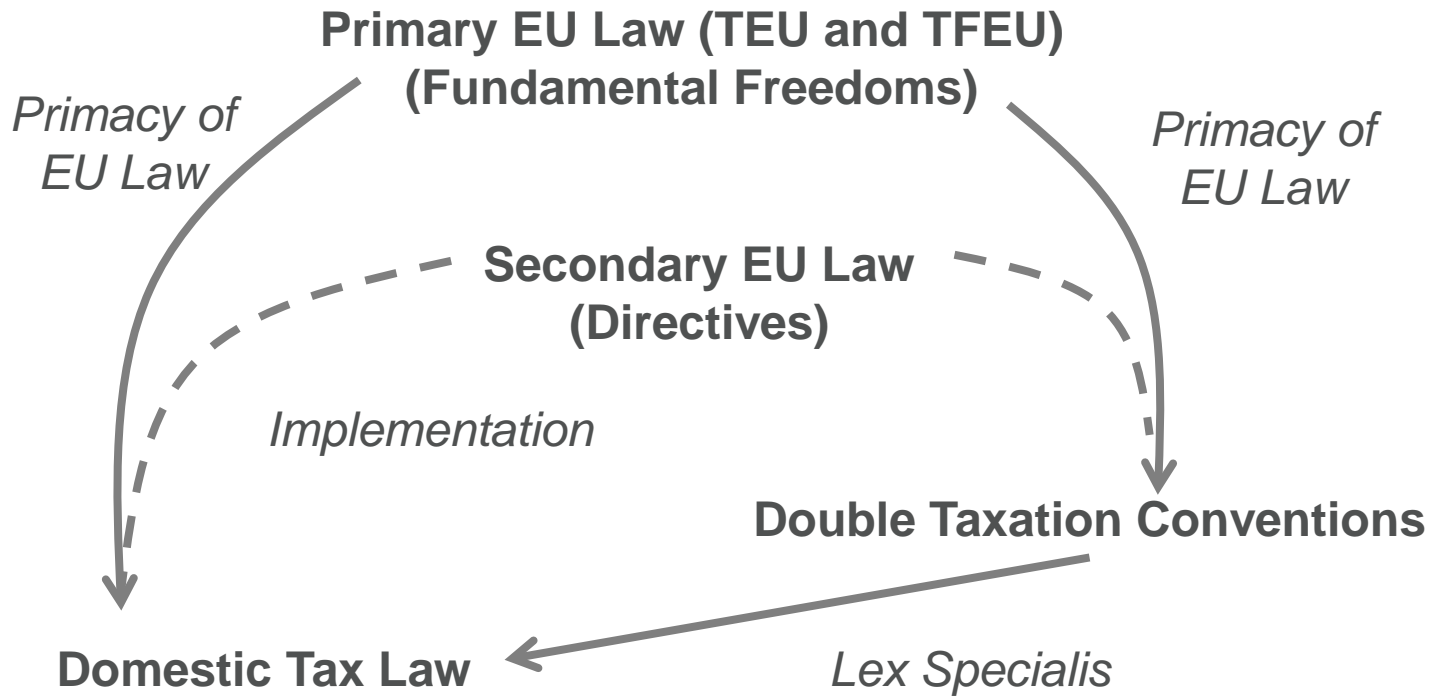 Primary EU Law (TEU and TFEU)
(Fundamental Freedoms)
Primacy of
EU Law
Primacy of
EU Law
Secondary EU Law
(Directives)
Implementation
Double Taxation Conventions
Domestic Tax Law
Lex Specialis